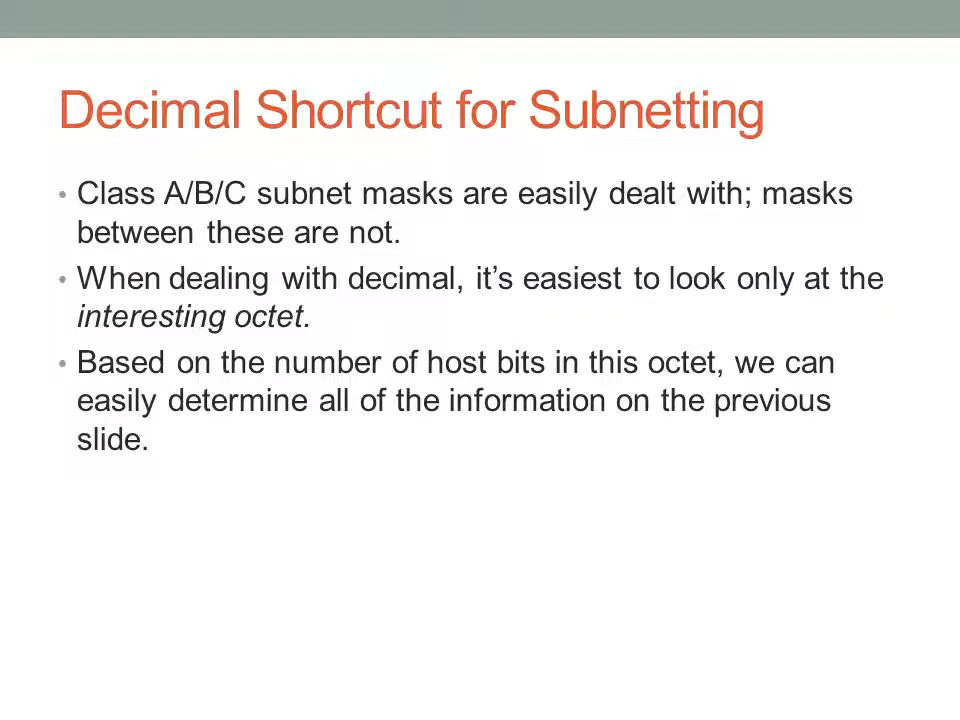 Decimal Shortcut for Subnetting
• Class A/B/C subnet masks are easily dealt with; masks
between these are not.
• When dealing with decimal, it’s easiest to look only at the
interesting octet.
• Based on the number of host bits in this octet, we can
easily determine all of the information on the previous
slide.